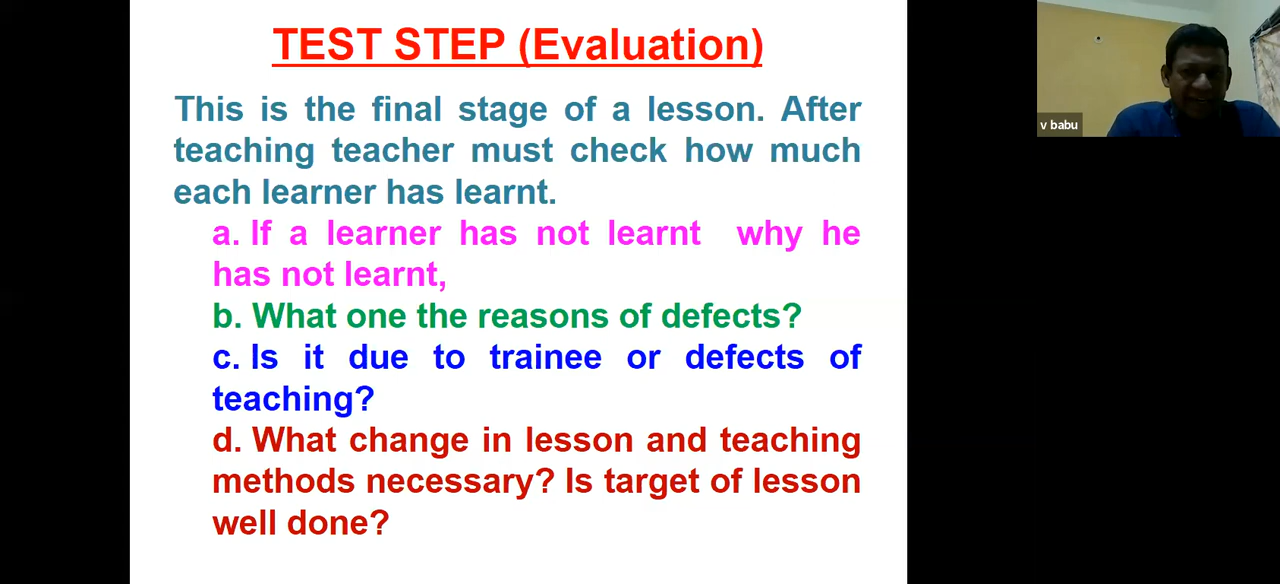 TEST STEP (Evaluation)
This is the final stage of a lesson. After
teaching teacher must check how much
each learner has learnt.
a. If a learner has not learnt why he
has not learnt,
b. What one the reasons of defects?
c. Is it due to trainee or defects of
teaching?
d. What change in lesson and teaching
methods necessary? Is target of lesson
well done?
v babu